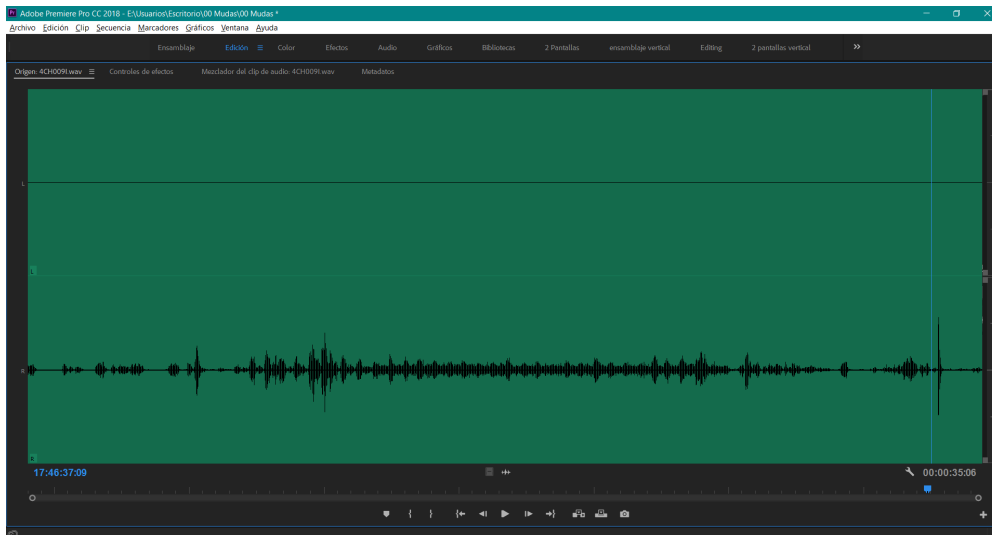 Adobe Premiere Pro CC 2018 - E:\Usuarios\Escritorio\00 Mudas\00 Mudas *
Archivo Edición Clip Secuencia Marcadores Gráficos Ventana Ayuda
Ensamblaje Edición Color Efectos Audio Gráficos Bibliotecas 2 Pantallas ensamblaje vertical Editing 2 pantallas vertical
Origen: 4CH009I.wav Controles de efectos Mezclador del clip de audio: 4CH009I.wav Metadatos
L
L
R
R
17:46:37:09 00:00:35:06